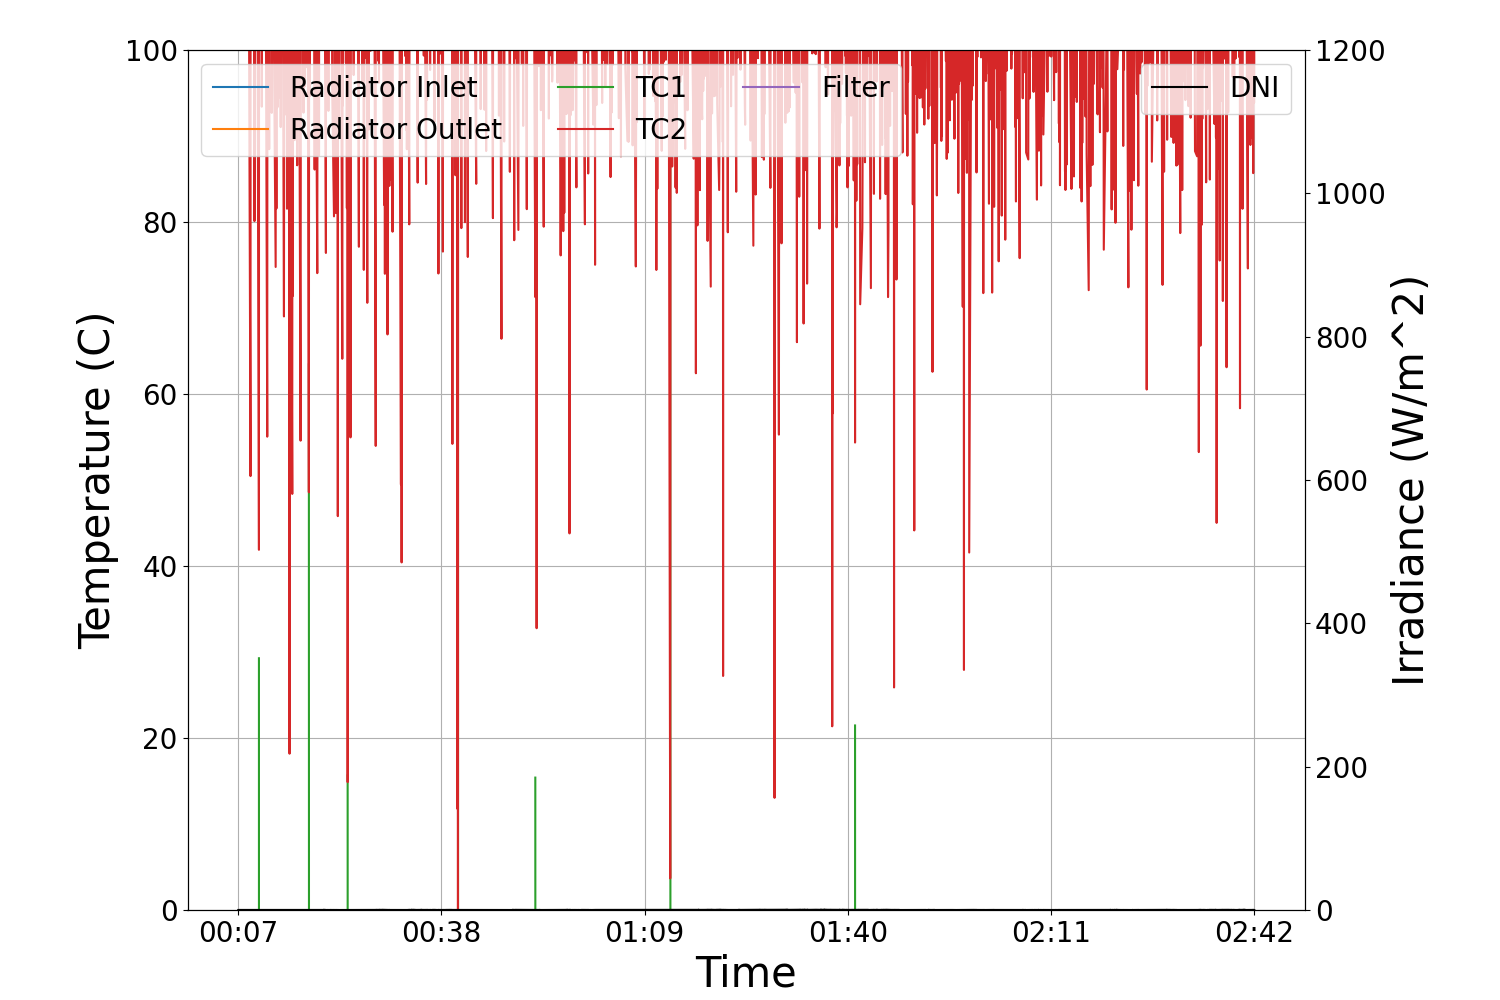 100
80
60
40
20
0
Temperature (C)
Radiator Inlet
Radiator Outlet
TC1
TC2
Filter
DNI
1200
1000
800
600
400
200
0
Irradiance (W/m^2)
00:07 00:38 01:09 01:40 02:11 02:42
Time